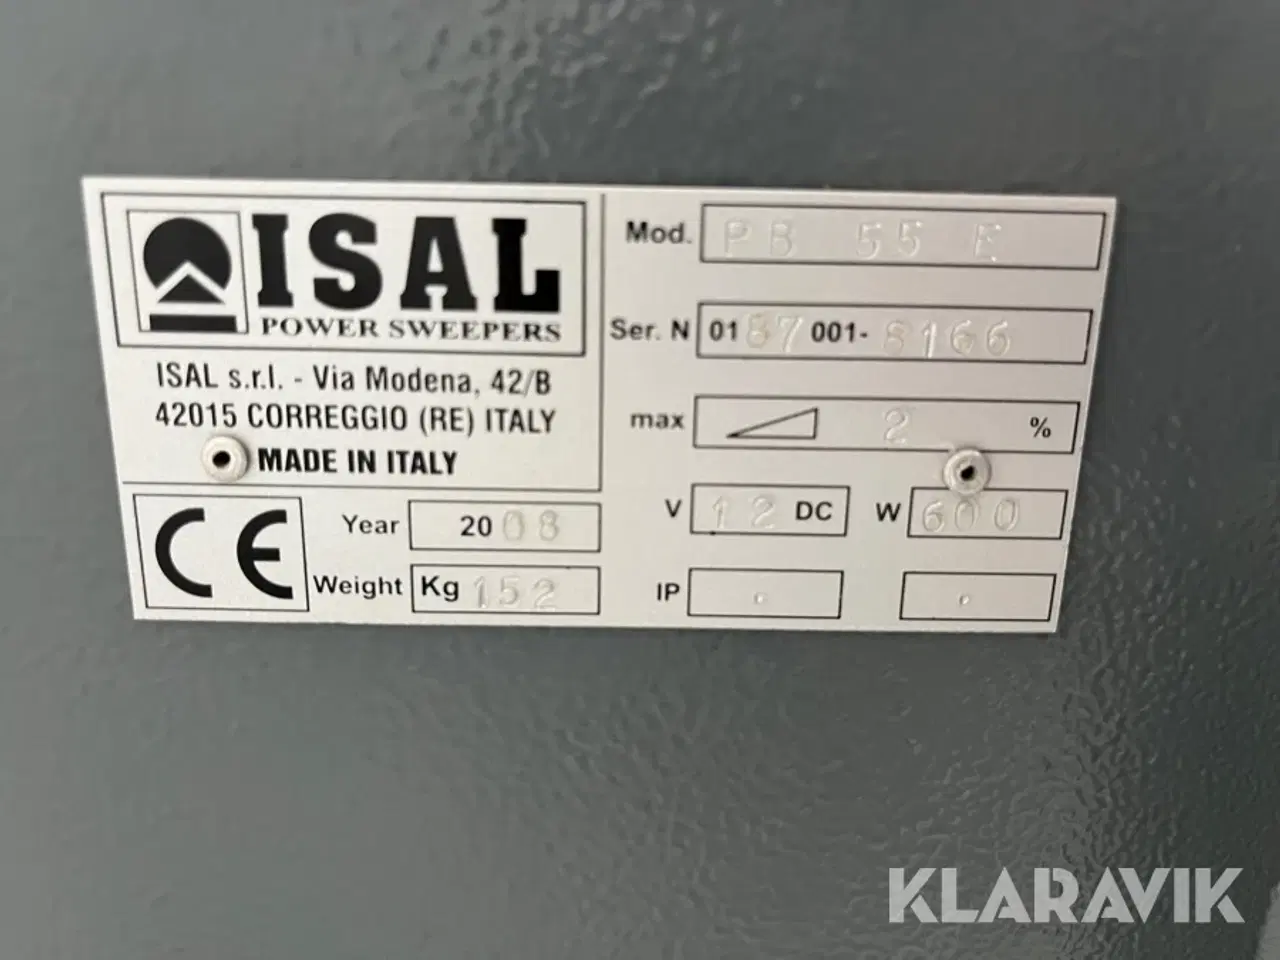 ISAL
POWER SWEEPERS
ISAL s.r.l. - Via Modena, 42/B
42015 CORREGGIO (RE) ITALY
MADE IN ITALY
CE
Year 2008
Weight Kg 152
Mod. PB 55 E
Ser. N 0187001-8166
max 2 %
V 12 DC W 600
IP . .
KLARAVIK